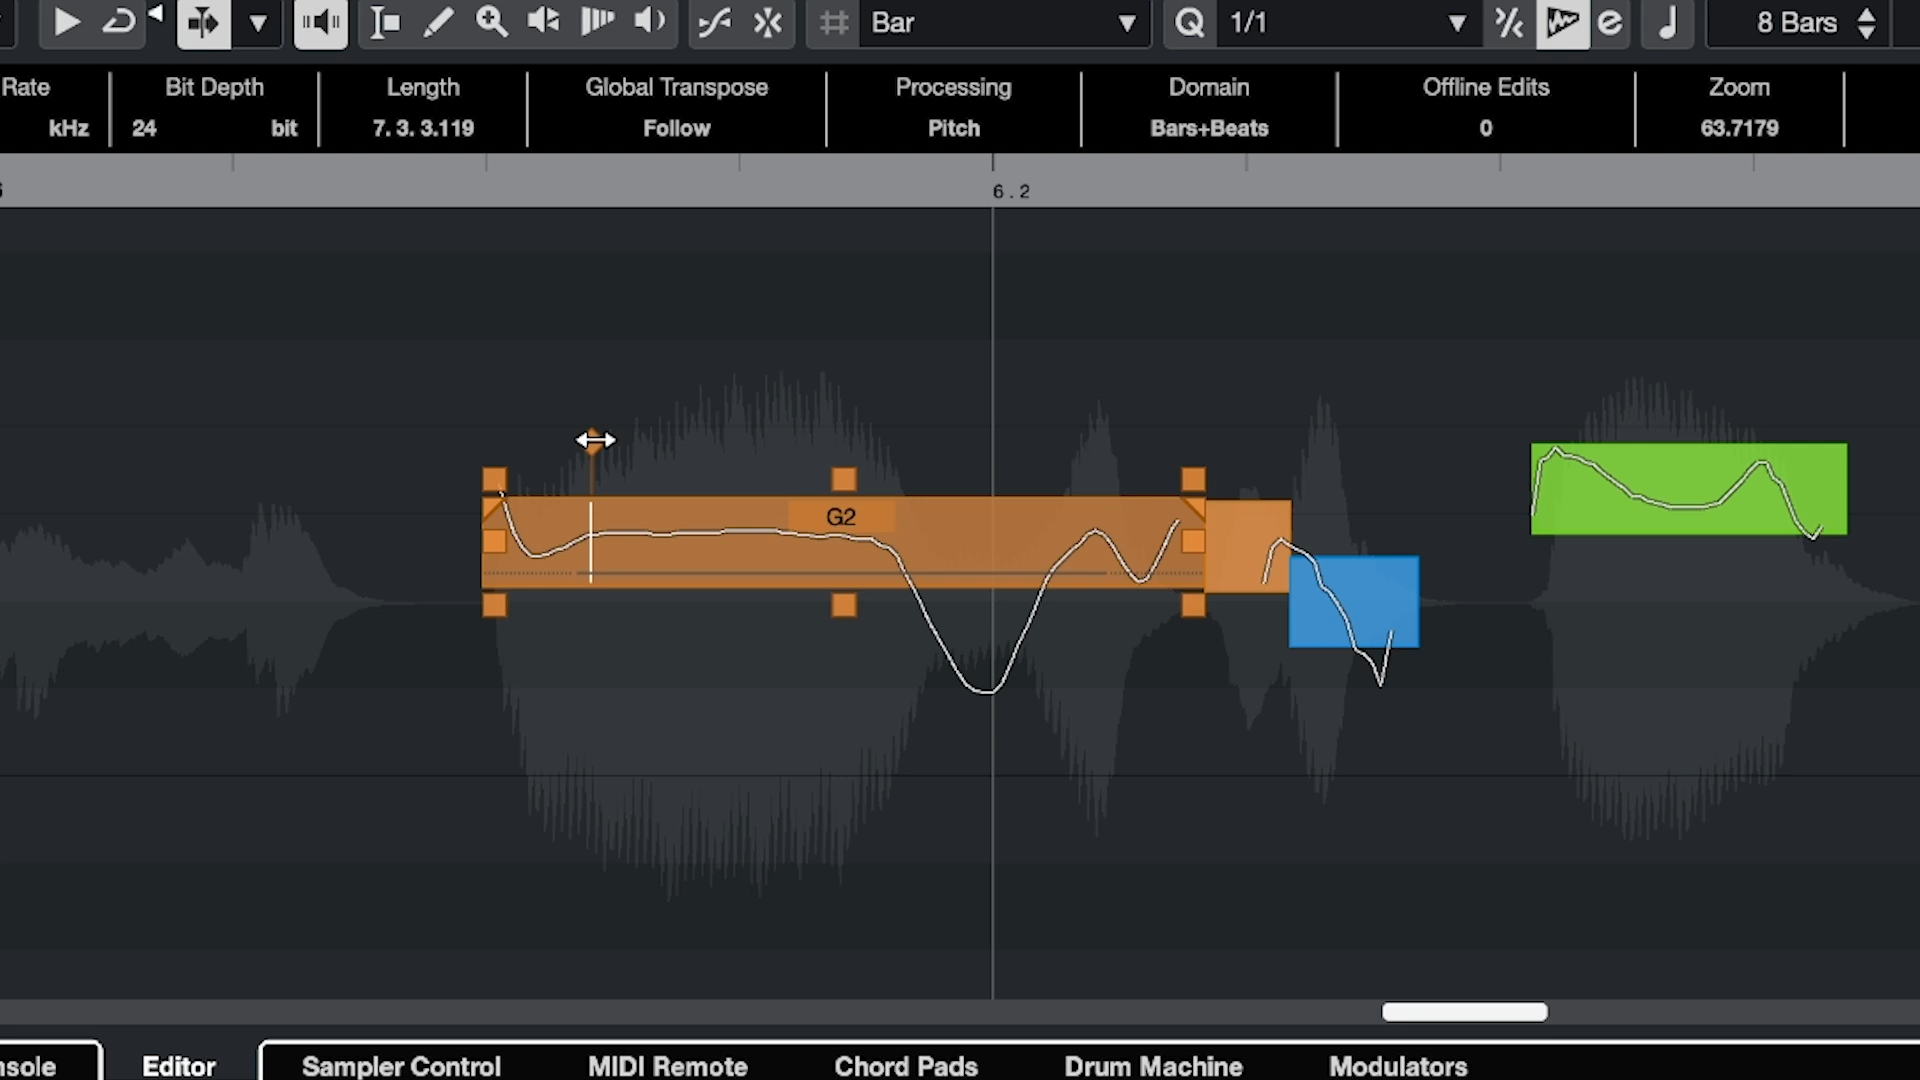 Bar
Q
1/1
e
8 Bars
Rate
Bit Depth
Length
Global Transpose
Processing
Domain
Offline Edits
Zoom
kHz
24
bit
7. 3. 3.119
Follow
Pitch
Bars+Beats
0
63.7179
6.2
G2
Editor
Sampler Control
MIDI Remote
Chord Pads
Drum Machine
Modulators